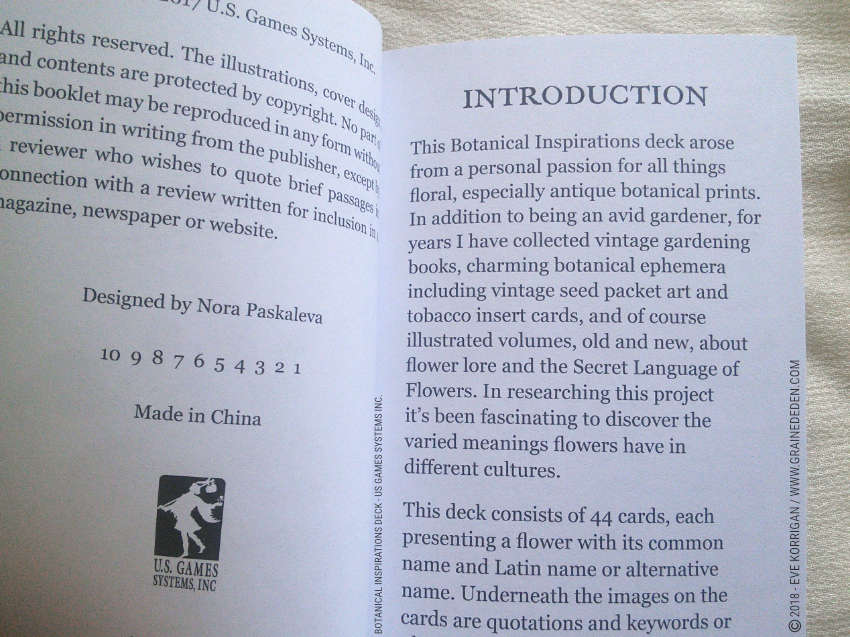 U.S. Games Systems, Inc.
All rights reserved. The illustrations, cover design,
and contents are protected by copyright. No part of
this booklet may be reproduced in any form without
permission in writing from the publisher, except
reviewer who wishes to quote brief passages
connection with a review written for inclusion in
magazine, newspaper or website.
Designed by Nora Paskaleva
10 9 8 7 6 5 4 3 2 1
Made in China
U.S. GAMES
SYSTEMS, INC
BOTANICAL INSPIRATIONS DECK - US GAMES SYSTEMS INC.
INTRODUCTION
This Botanical Inspirations deck arose
from a personal passion for all things
floral, especially antique botanical prints.
In addition to being an avid gardener, for
years I have collected vintage gardening
books, charming botanical ephemera
including vintage seed packet art and
tobacco insert cards, and of course
illustrated volumes, old and new, about
flower lore and the Secret Language of
Flowers. In researching this project
it's been fascinating to discover the
varied meanings flowers have in
different cultures.
This deck consists of 44 cards, each
presenting a flower with its common
name and Latin name or alternative
name. Underneath the images on the
cards are quotations and keywords or
© 2018 - EVE KORRIGAN / WWW.GRAINEDEDEN.COM